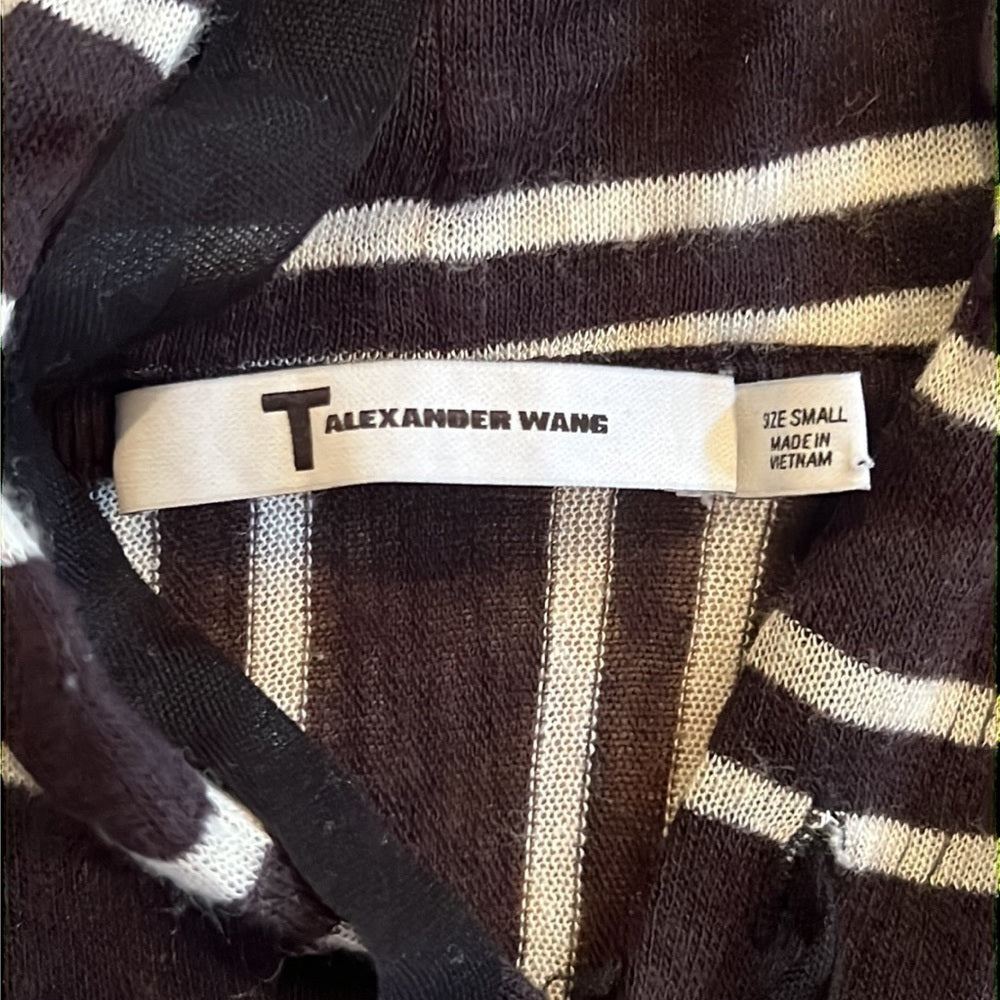 T ALEXANDER WANG
SIZE SMALL
MADE IN
VIETNAM